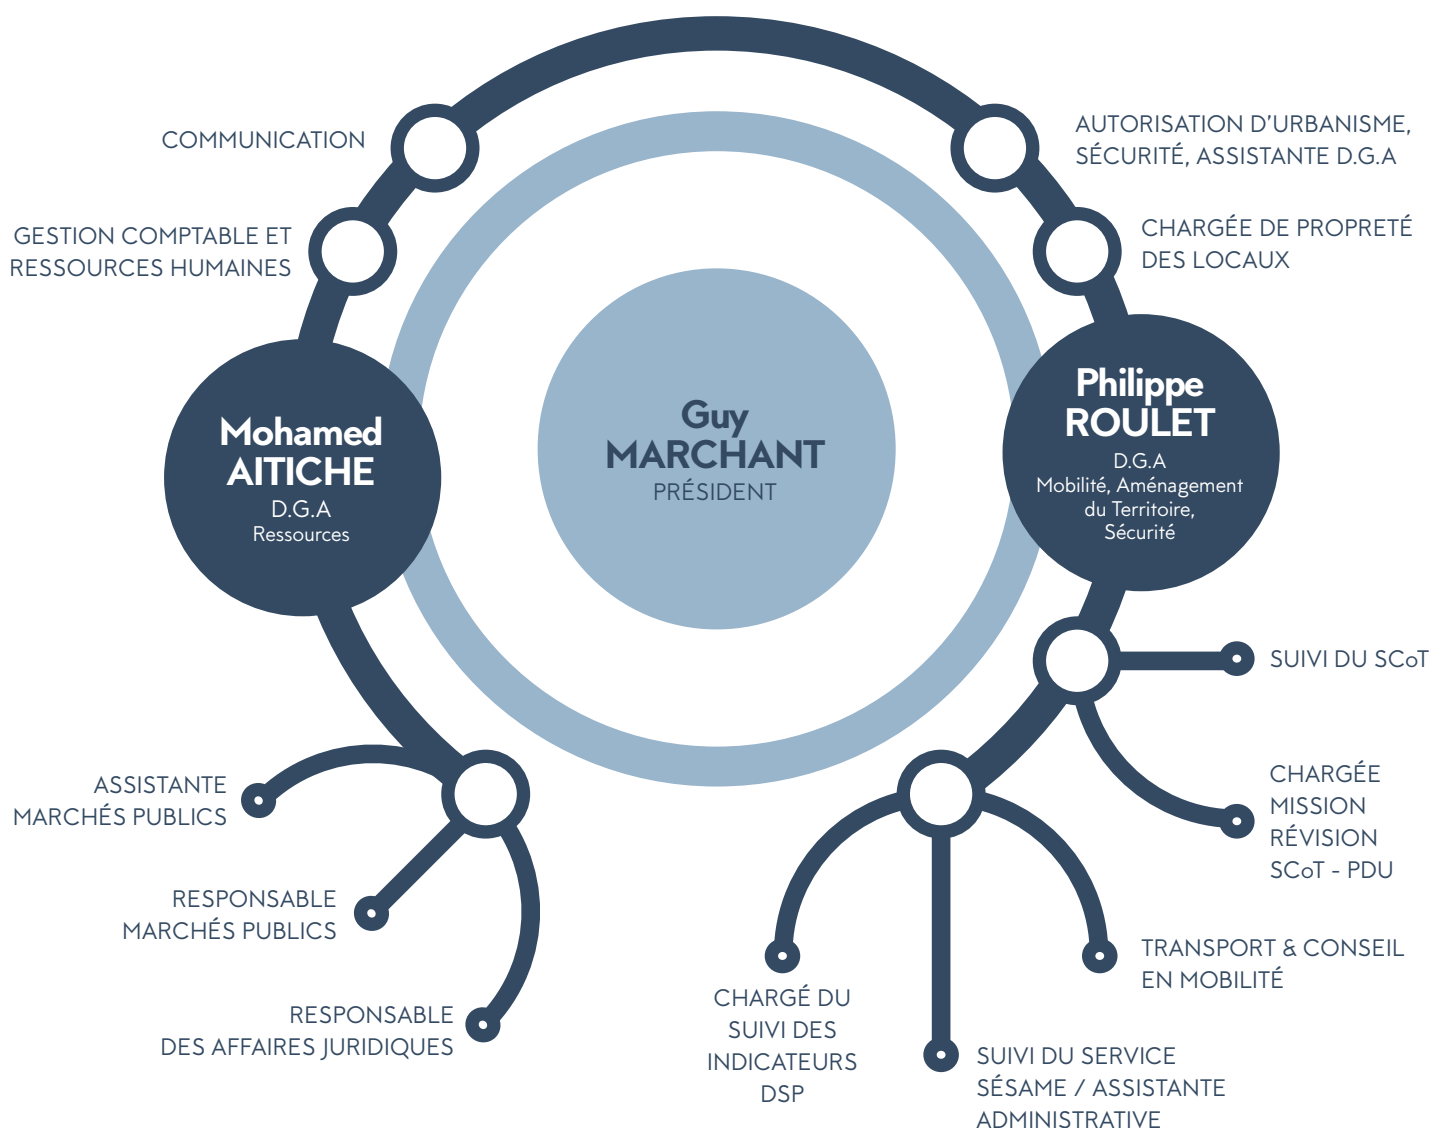 COMMUNICATION
GESTION COMPTABLE ET
RESSOURCES HUMAINES
AUTORISATION D'URBANISME,
SÉCURITÉ, ASSISTANTE D.G.A
CHARGÉE DE PROPRETÉ
DES LOCAUX
Mohamed
AITICHE
D.G.A
Ressources
Guy
MARCHANT
PRÉSIDENT
Philippe
ROULET
D.G.A
Mobilité, Aménagement
du Territoire,
Sécurité
ASSISTANTE
MARCHÉS PUBLICS
RESPONSABLE
MARCHÉS PUBLICS
RESPONSABLE
DES AFFAIRES JURIDIQUES
SUIVI DU SCoT
CHARGÉE
MISSION
RÉVISION
SCoT - PDU
TRANSPORT & CONSEIL
EN MOBILITÉ
CHARGÉ DU
SUIVI DES
INDICATEURS
DSP
SUIVI DU SERVICE
SÉSAME / ASSISTANTE
ADMINISTRATIVE